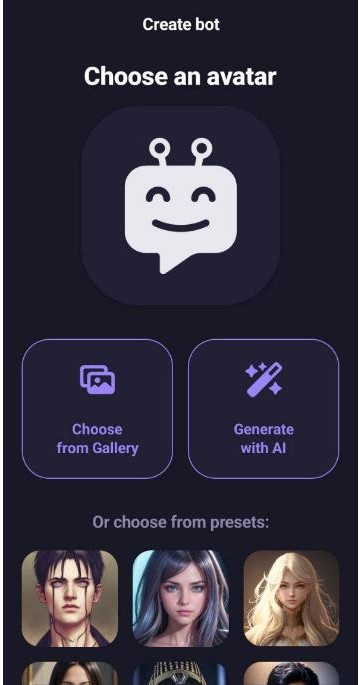 Create bot
Choose an avatar
Choose
from Gallery
Generate
with AI
Or choose from presets: